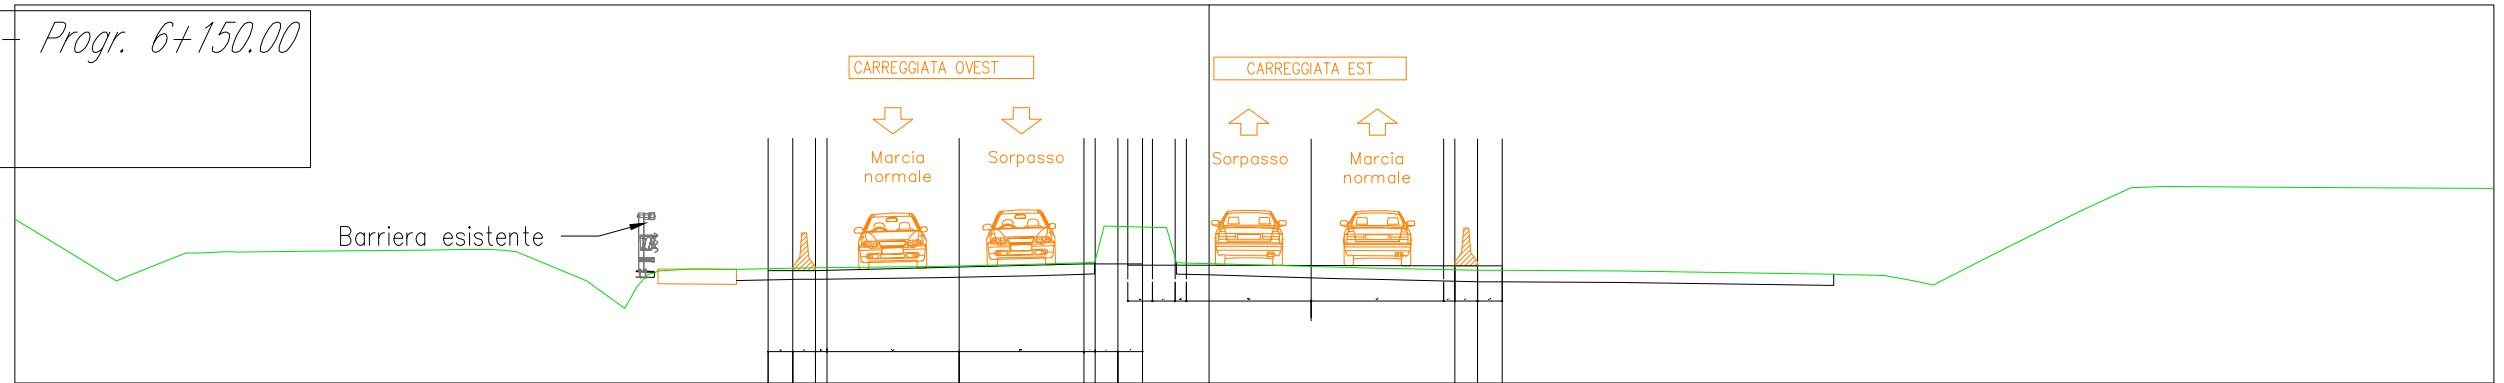 Progr. 6+150.00
CARREGGIATA OVEST
CARREGGIATA EST
Marcia
normale
Sorpasso
Sorpasso
Marcia
normale
Barriera esistente